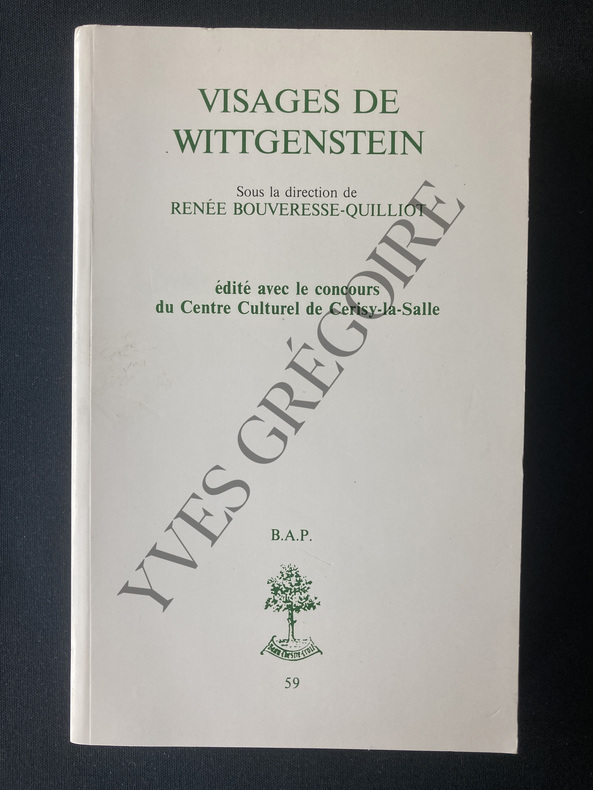 VISAGES DE
WITTGENSTEIN
Sous la direction de
RENÉE BOUVERESSE-QUILLIOT
édité avec le concours
du Centre Culturel de Cerisy-la-Salle
YVES GRÉGOIRE
B.A.P.
59